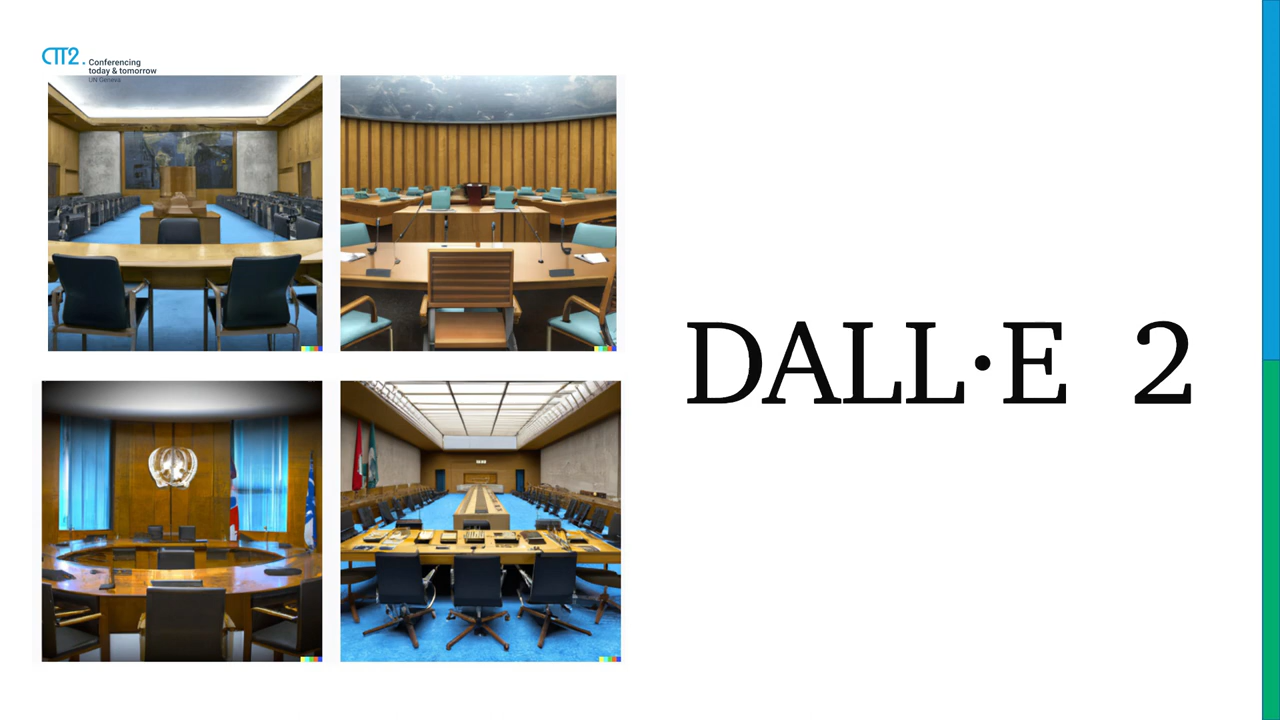 CTT2.
Conferencing
today & tomorrow
UN Geneva
DALL·E 2